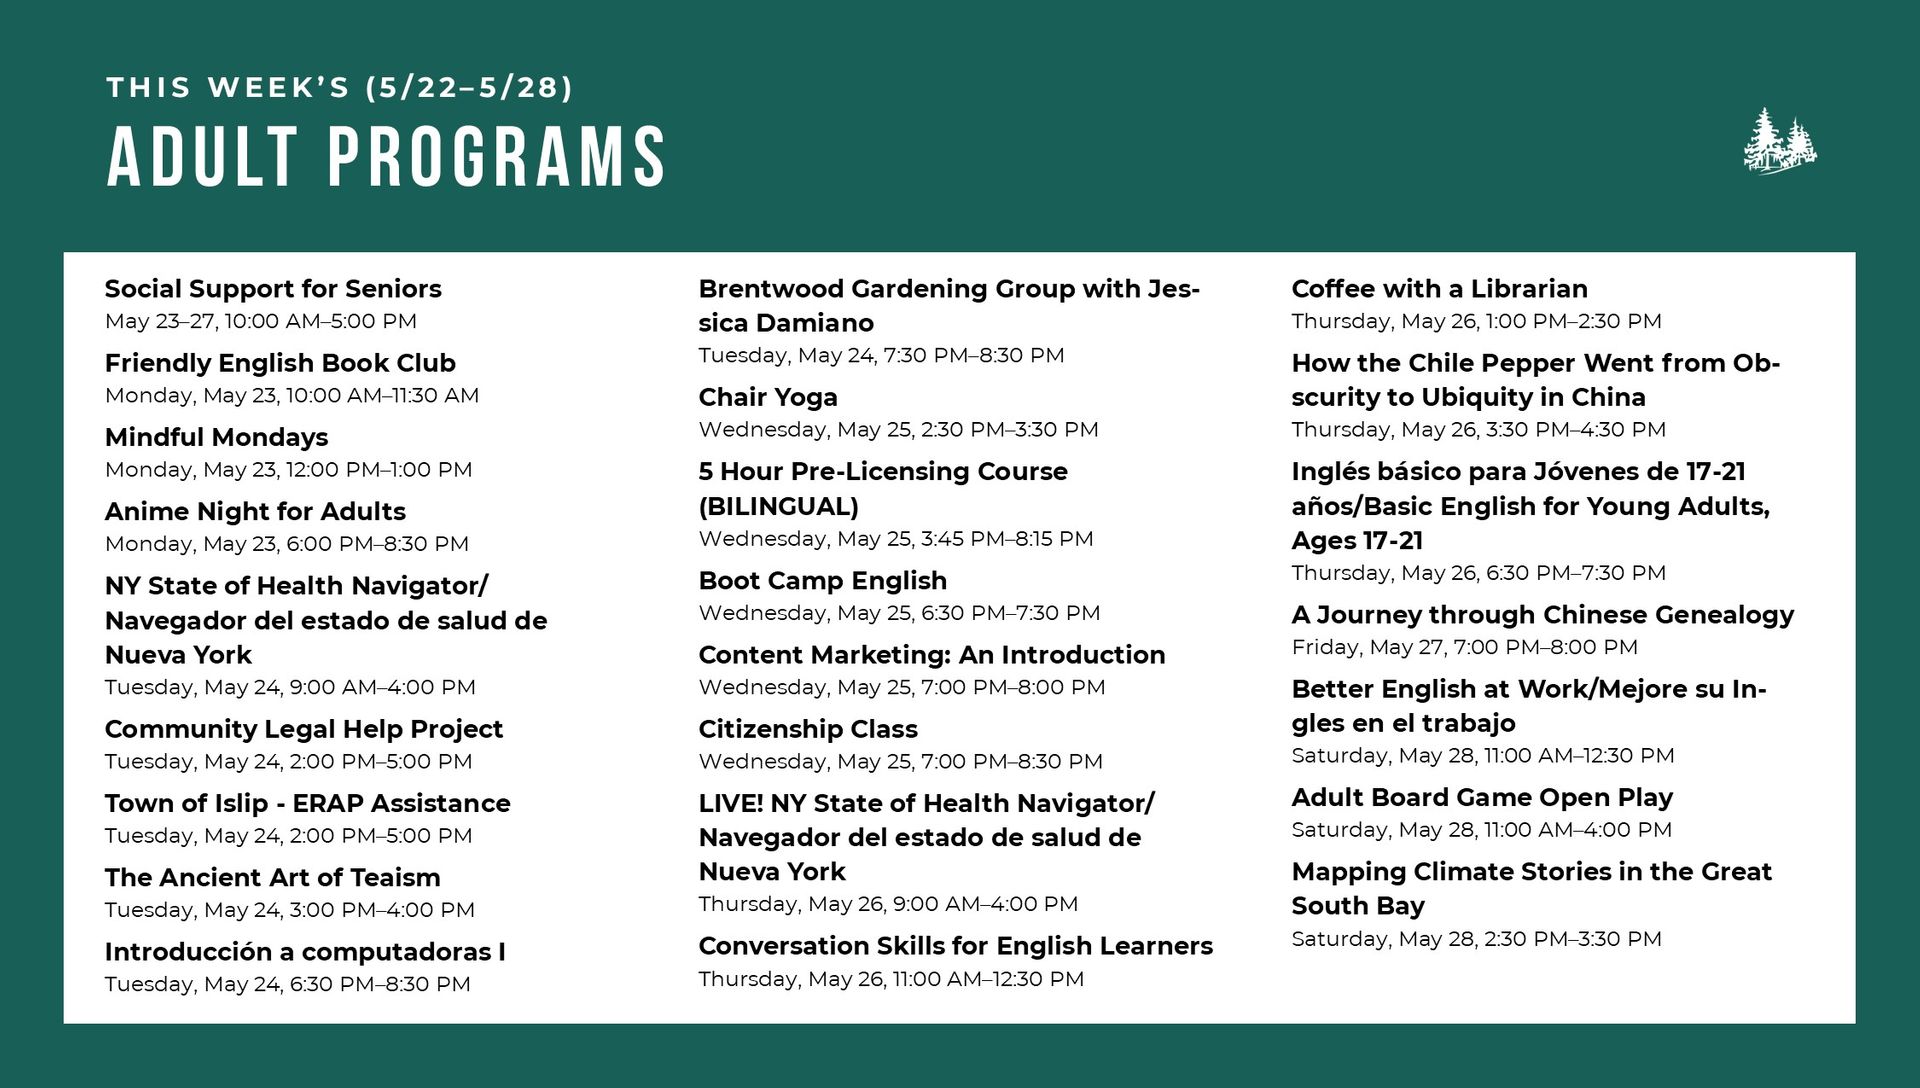 THIS WEEK’S (5/22–5/28)
ADULT PROGRAMS
Social Support for Seniors
May 23–27, 10:00 AM–5:00 PM
Friendly English Book Club
Monday, May 23, 10:00 AM–11:30 AM
Mindful Mondays
Monday, May 23, 12:00 PM–1:00 PM
Anime Night for Adults
Monday, May 23, 6:00 PM–8:30 PM
NY State of Health Navigator/
Navegador del estado de salud de
Nueva York
Tuesday, May 24, 9:00 AM–4:00 PM
Community Legal Help Project
Tuesday, May 24, 2:00 PM–5:00 PM
Town of Islip - ERAP Assistance
Tuesday, May 24, 2:00 PM–5:00 PM
The Ancient Art of Teaism
Tuesday, May 24, 3:00 PM–4:00 PM
Introducción a computadoras I
Tuesday, May 24, 6:30 PM–8:30 PM
Brentwood Gardening Group with Jes-
sica Damiano
Tuesday, May 24, 7:30 PM–8:30 PM
Chair Yoga
Wednesday, May 25, 2:30 PM–3:30 PM
5 Hour Pre-Licensing Course
(BILINGUAL)
Wednesday, May 25, 3:45 PM–8:15 PM
Boot Camp English
Wednesday, May 25, 6:30 PM–7:30 PM
Content Marketing: An Introduction
Wednesday, May 25, 7:00 PM–8:00 PM
Citizenship Class
Wednesday, May 25, 7:00 PM–8:30 PM
LIVE! NY State of Health Navigator/
Navegador del estado de salud de
Nueva York
Thursday, May 26, 9:00 AM–4:00 PM
Conversation Skills for English Learners
Thursday, May 26, 11:00 AM–12:30 PM
Coffee with a Librarian
Thursday, May 26, 1:00 PM–2:30 PM
How the Chile Pepper Went from Ob-
scurity to Ubiquity in China
Thursday, May 26, 3:30 PM–4:30 PM
Inglés básico para Jóvenes de 17-21
años/Basic English for Young Adults,
Ages 17-21
Thursday, May 26, 6:30 PM–7:30 PM
A Journey through Chinese Genealogy
Friday, May 27, 7:00 PM–8:00 PM
Better English at Work/Mejore su In-
gles en el trabajo
Saturday, May 28, 11:00 AM–12:30 PM
Adult Board Game Open Play
Saturday, May 28, 11:00 AM–4:00 PM
Mapping Climate Stories in the Great
South Bay
Saturday, May 28, 2:30 PM–3:30 PM